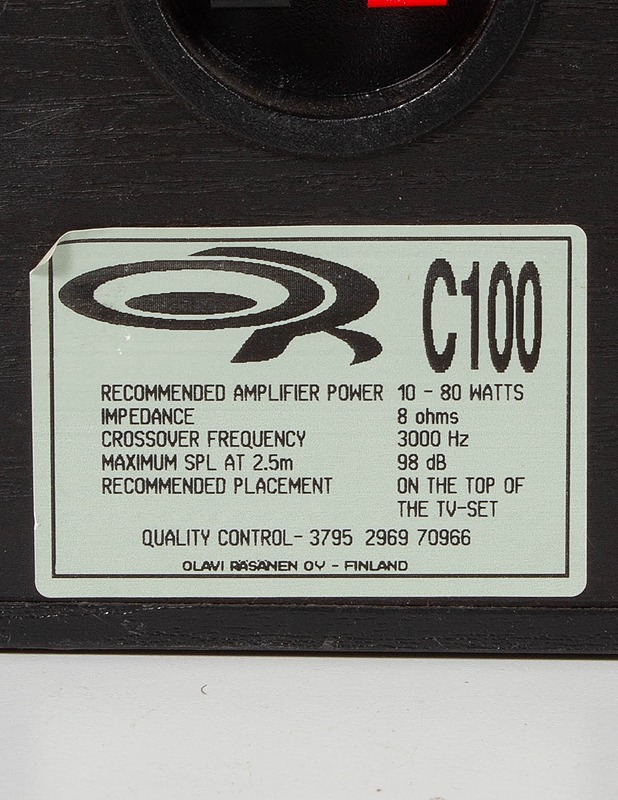 OR C100
RECOMMENDED AMPLIFIER POWER 10 - 80 WATTS
IMPEDANCE 8 ohms
CROSSOVER FREQUENCY 3000 Hz
MAXIMUM SPL AT 2.5m 98 dB
RECOMMENDED PLACEMENT ON THE TOP OF
THE TV-SET
QUALITY CONTROL- 3795 2969 70966
OLAVI RÄSÄNEN OY - FINLAND